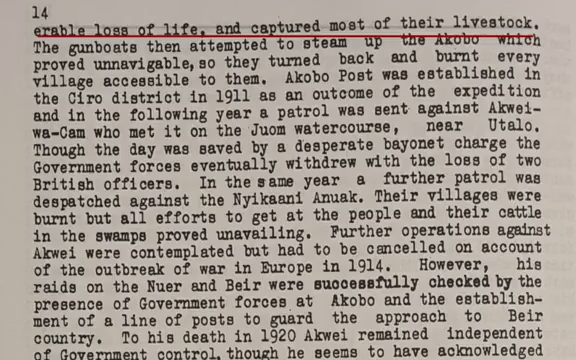 14
erable loss of life, and captured most of their livestock.
The gunboats then attempted to steam up the Akobo which
proved unnavigable, so they turned back and burnt every
village accessible to them. Akobo Post was established in
the Ciro district in 1911 as an outcome of the expedition
and in the following year a patrol was sent against Akwei-
wa-Cam who met it on the Juom watercourse, near Utalo.
Though the day was saved by a desperate bayonet charge the
Government forces eventually withdrew with the loss of two
British officers. In the same year a further patrol was
despatched against the Nyikaani Anuak. Their villages were
burnt but all efforts to get at the people and their cattle
in the swamps proved unavailing. Further operations against
Akwei were contemplated but had to be cancelled on account
of the outbreak of war in Europe in 1914. However, his
raids on the Nuer and Beir were successfully checked by the
presence of Government forces at Akobo and the establish-
ment of a line of posts to guard the approach to Beir
country. To his death in 1920 Akwei remained independent
of Government control, though he seems to have acknowledged